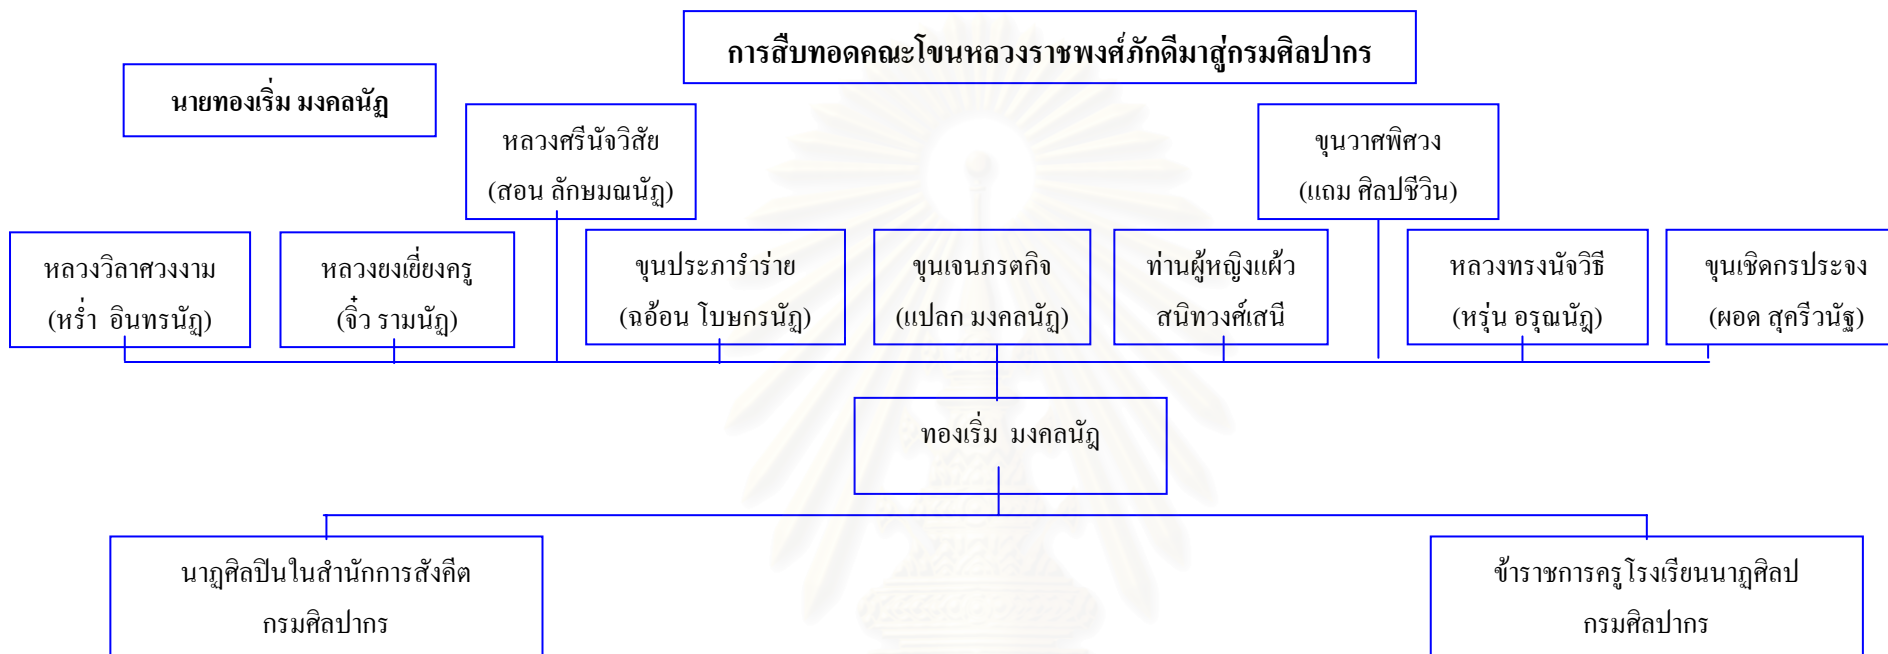 การสืบทอดคณะโขนหลวงราชพงศ์ภักดีมาสู่กรมศิลปากร
นายทองเริ่ม มงคลนัฏ
หลวงศรีนัจวิสัย
(สอน ลักษมณนัฏ)
ขุนวาศพิศวง
(แถม ศิลปชีวิน)
หลวงวิลาศวงงาม
(หร่ำ อินทรนัฏ)
หลวงยงเยี่ยงครู
(จิ๋ว รามนัฏ)
ขุนประภารำร่าย
(ฉอ้อน โบษกรนัฏ)
ขุนเจนภรตกิจ
(แปลก มงคลนัฏ)
ท่านผู้หญิงแผ้ว
สนิทวงศ์เสนี
หลวงทรงนัจวิธี
(หรุ่น อรุณนัฎ)
ขุนเชิดกรประจง
(ผอด สุครีวนัฐ)
ทองเริ่ม มงคลนัฎ
นาฏศิลปินในสำนักการสังคีต
กรมศิลปากร
ข้าราชการครูโรงเรียนนาฏศิลป
กรมศิลปากร